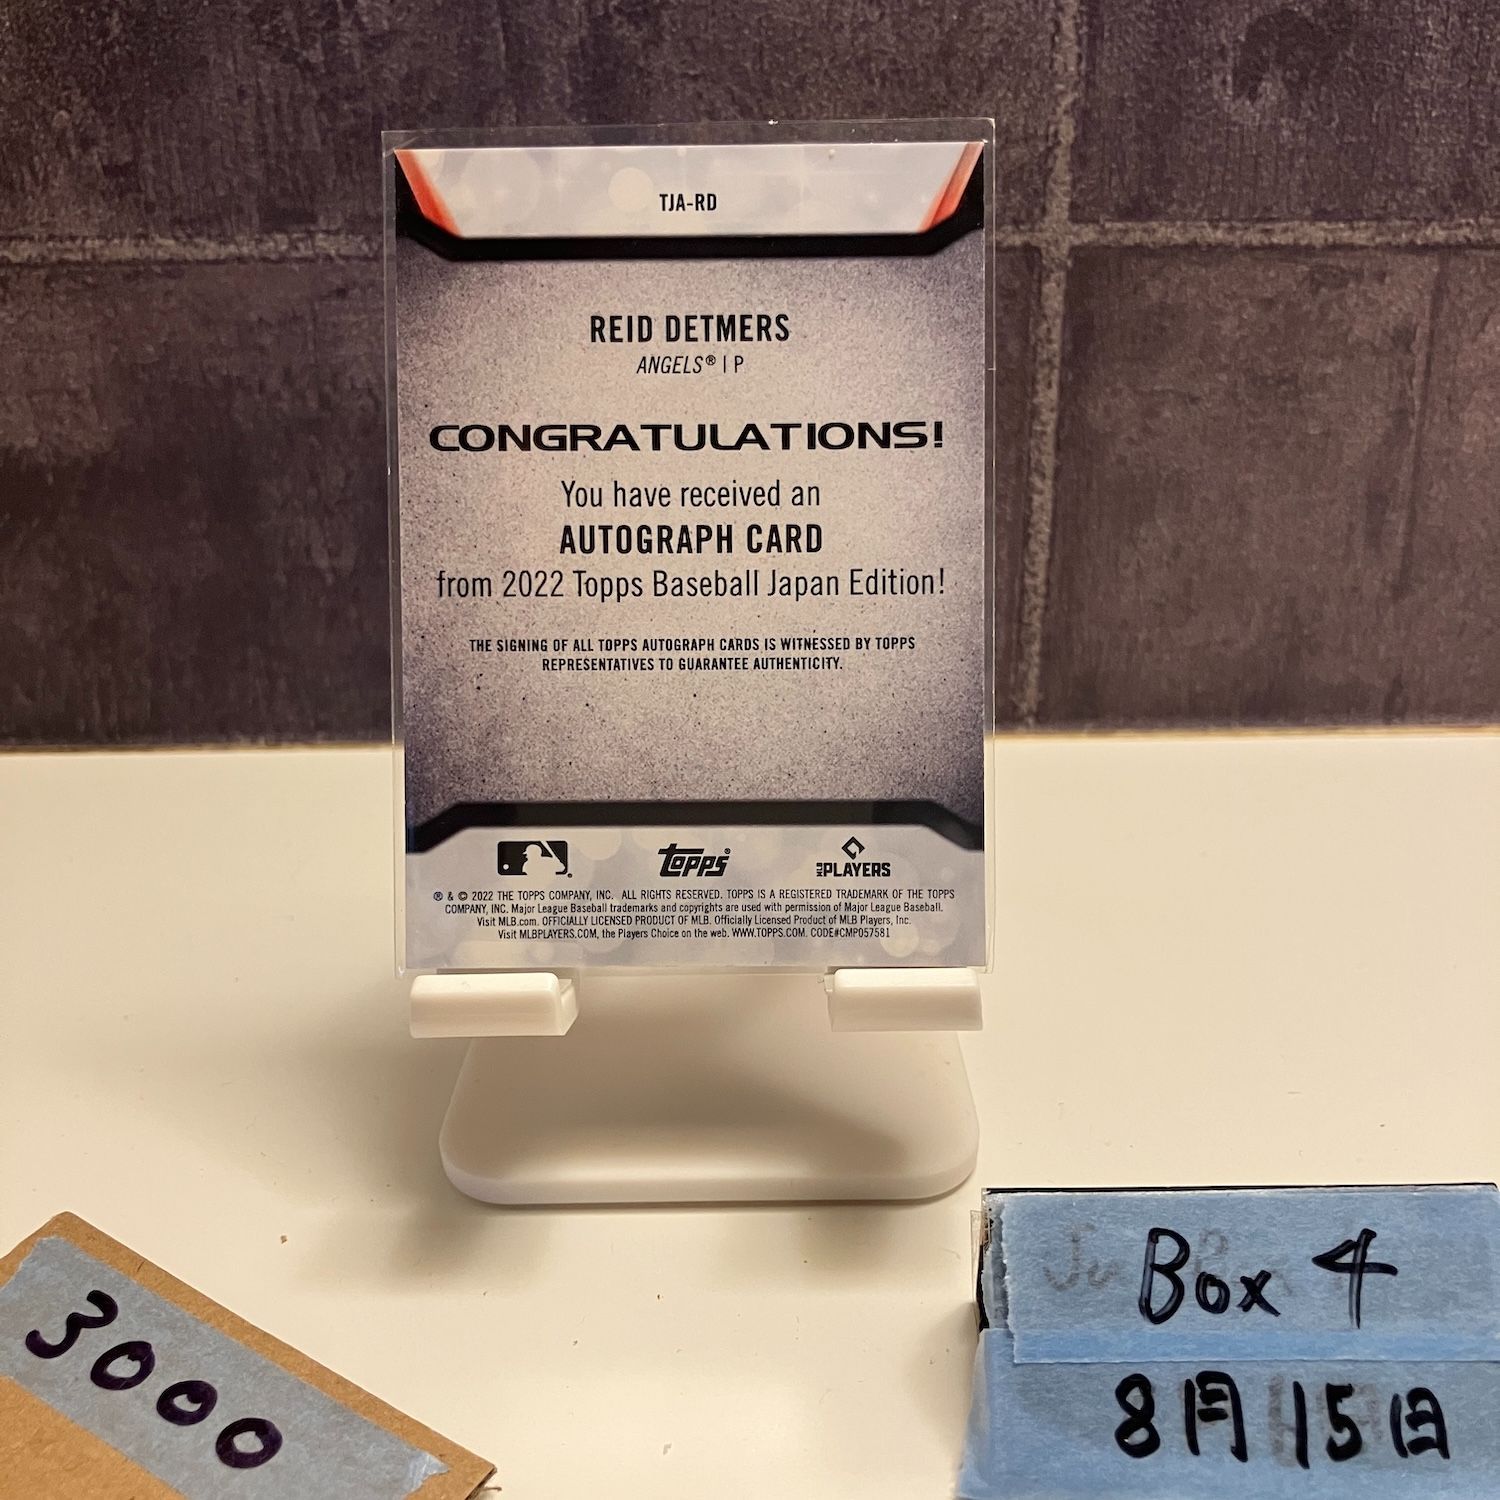 TJA-RD
REID DETMERS
ANGELS® | P
CONGRATULATIONS!
You have received an
AUTOGRAPH CARD
from 2022 Topps Baseball Japan Edition!
THE SIGNING OF ALL TOPPS AUTOGRAPH CARDS IS WITNESSED BY TOPPS
REPRESENTATIVES TO GUARANTEE AUTHENTICITY.
topps®
MLB PLAYERS
® & © 2022 THE TOPPS COMPANY, INC. ALL RIGHTS RESERVED. TOPPS IS A REGISTERED TRADEMARK OF THE TOPPS
COMPANY, INC. Major League Baseball trademarks and copyrights are used with permission of Major League Baseball.
Visit MLB.com. OFFICIALLY LICENSED PRODUCT OF MLB. Officially Licensed Product of MLB Players, Inc.
Visit MLBPLAYERS.COM, the Players Choice on the web. WWW.TOPPS.COM. CODE#CMP057581
3000
Box 4
8月15日